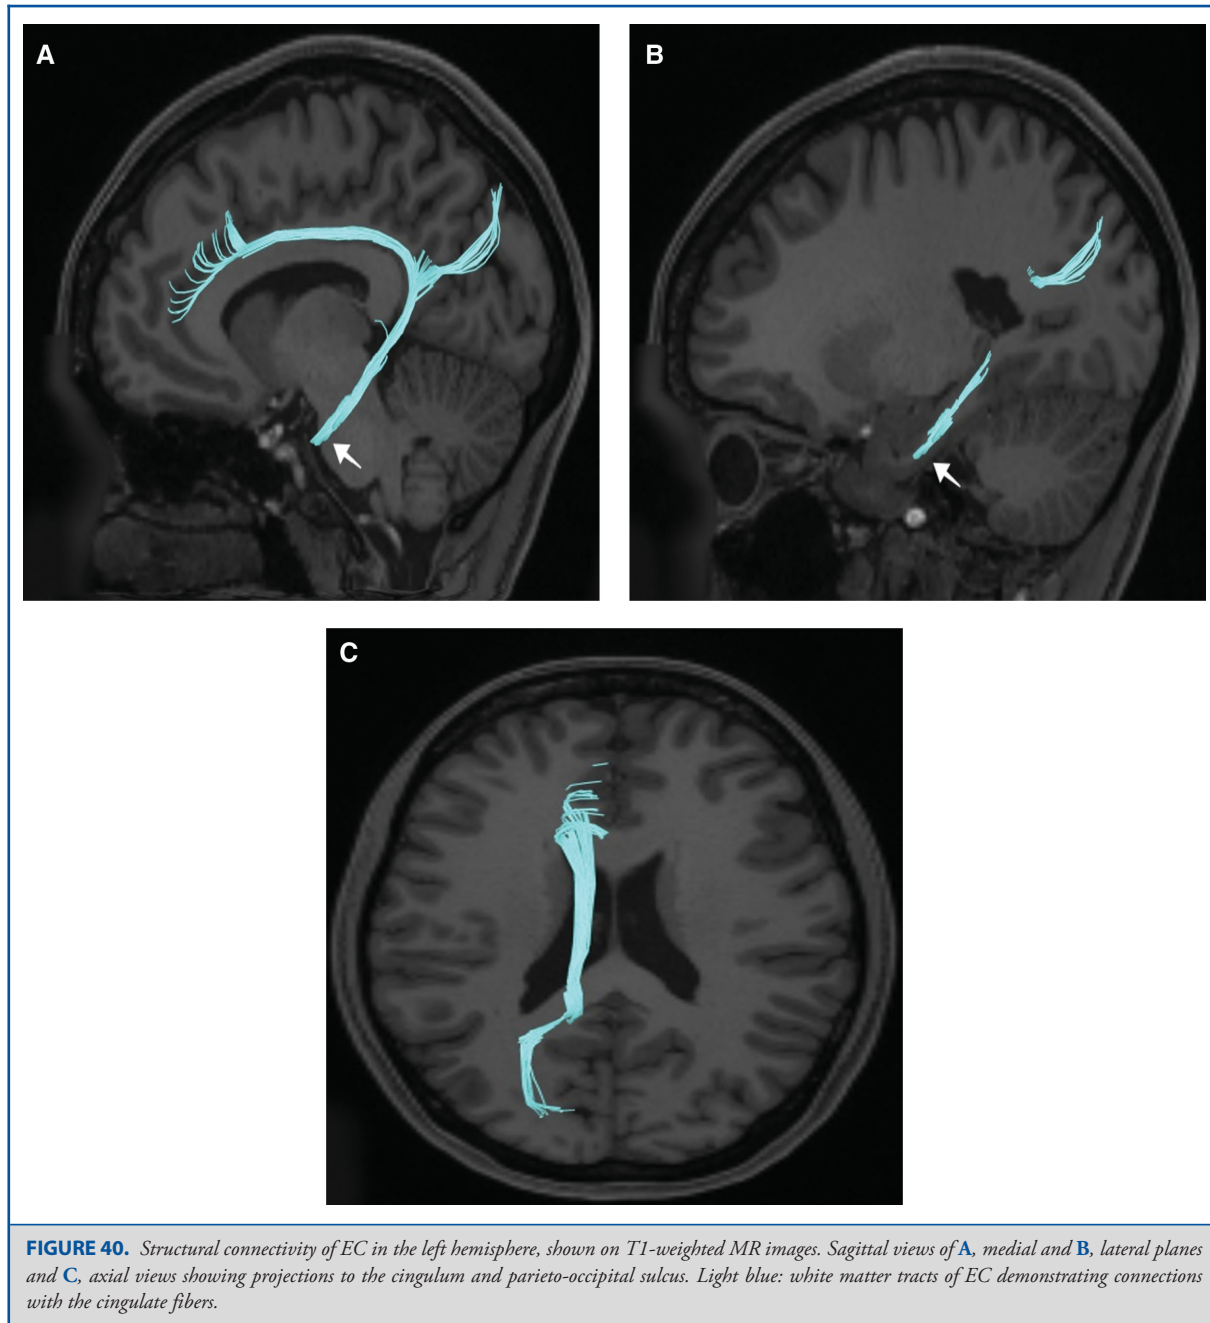 A
B
C
FIGURE 40. Structural connectivity of EC in the left hemisphere, shown on T1-weighted MR images. Sagittal views of A, medial and B, lateral planes
and C, axial views showing projections to the cingulum and parieto-occipital sulcus. Light blue: white matter tracts of EC demonstrating connections
with the cingulate fibers.